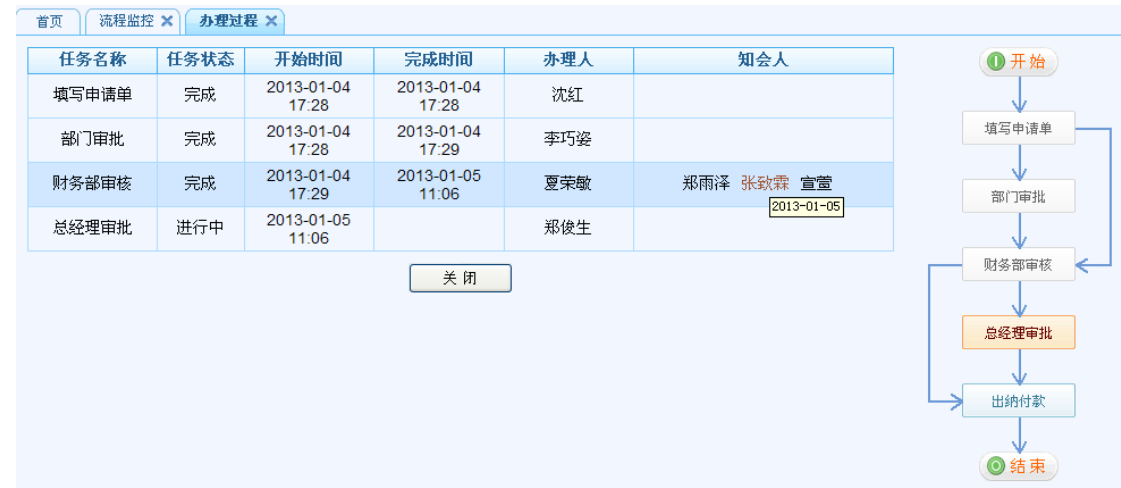 首页 流程监控 办理过程
任务名称 任务状态 开始时间 完成时间 办理人 知会人
填写申请单 完成 2013-01-04 17:28 2013-01-04 17:28 沈红
部门审批 完成 2013-01-04 17:28 2013-01-04 17:29 李巧姿
财务部审核 完成 2013-01-04 17:29 2013-01-05 11:06 夏荣敏 郑雨泽 张致霖 宣萱
2013-01-05
总经理审批 进行中 2013-01-05 11:06 郑俊生
关闭
开始
填写申请单
部门审批
财务部审核
总经理审批
出纳付款
结束